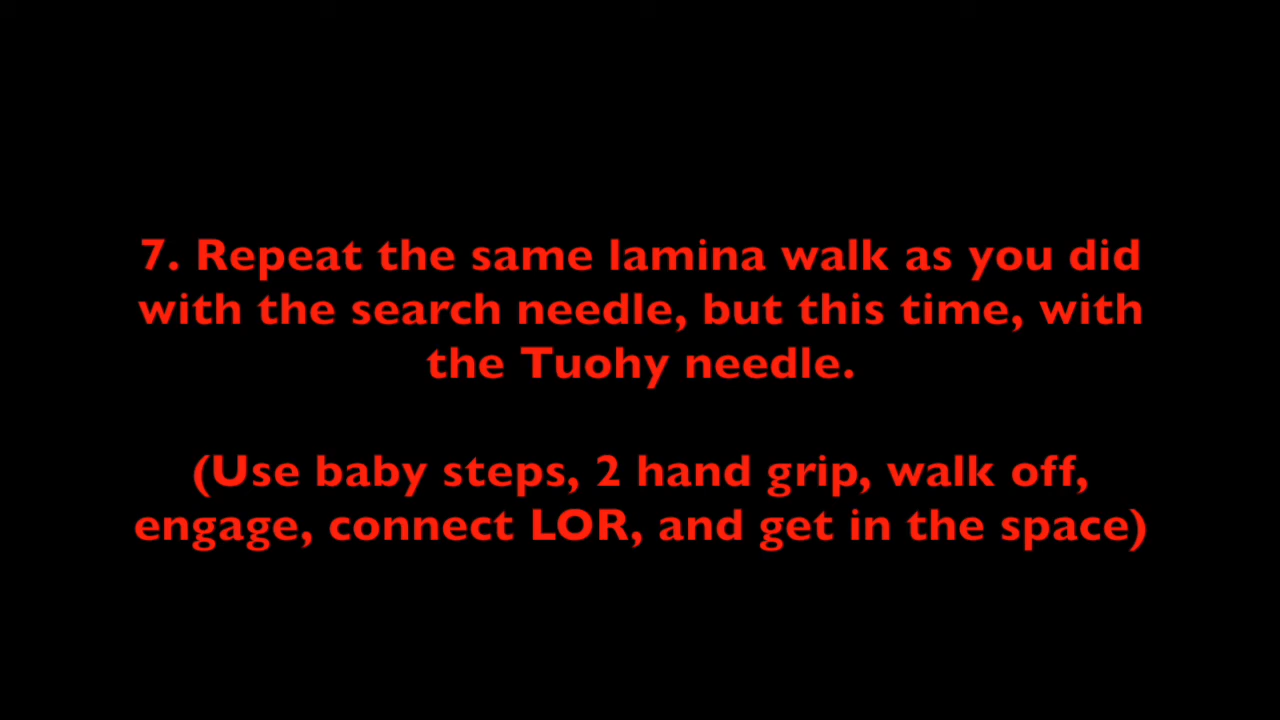 7. Repeat the same lamina walk as you did
with the search needle, but this time, with
the Tuohy needle.
(Use baby steps, 2 hand grip, walk off,
engage, connect LOR, and get in the space)